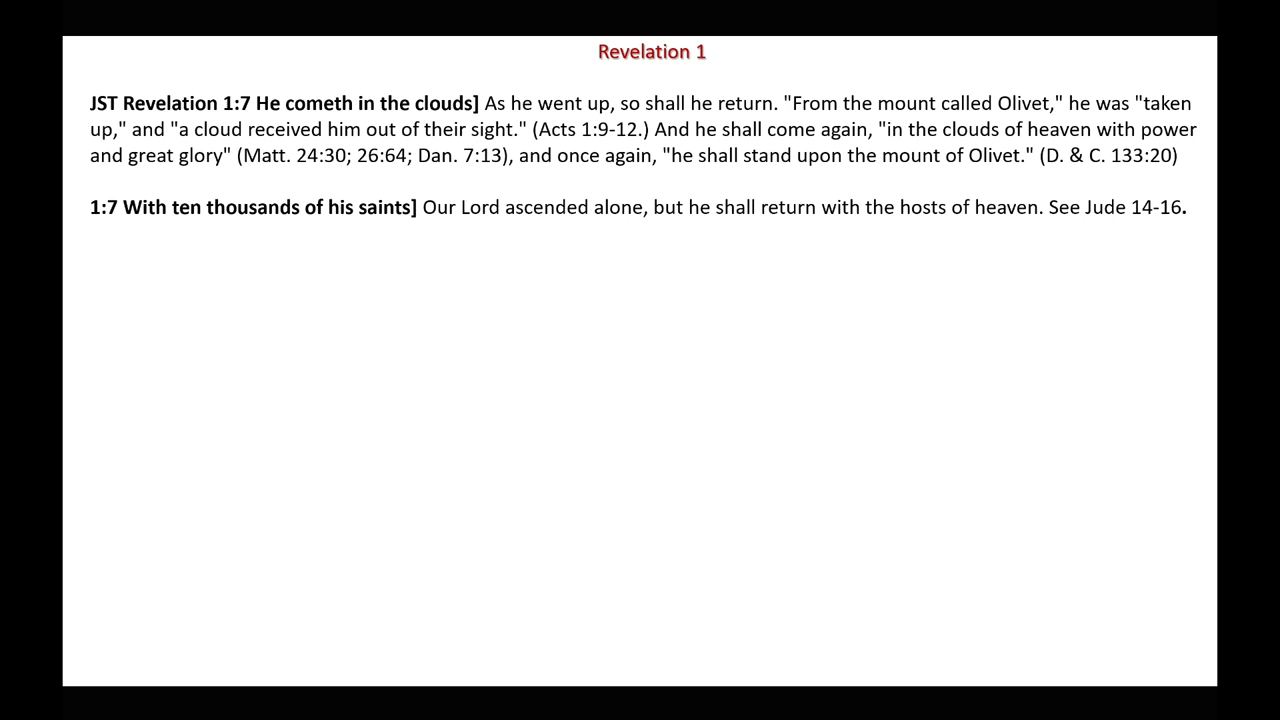 Revelation 1
JST Revelation 1:7 He cometh in the clouds] As he went up, so shall he return. "From the mount called Olivet," he was "taken
up," and "a cloud received him out of their sight." (Acts 1:9-12.) And he shall come again, "in the clouds of heaven with power
and great glory" (Matt. 24:30; 26:64; Dan. 7:13), and once again, "he shall stand upon the mount of Olivet." (D. & C. 133:20)
1:7 With ten thousands of his saints] Our Lord ascended alone, but he shall return with the hosts of heaven. See Jude 14-16.